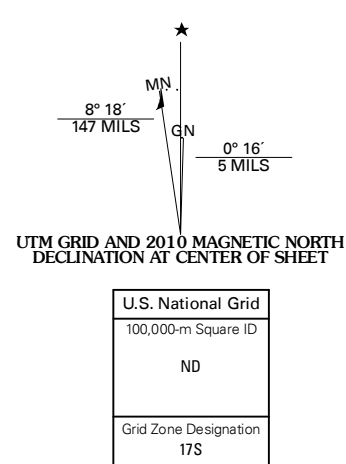 ★
MN
8° 18´
147 MILS
GN
0° 16´
5 MILS
UTM GRID AND 2010 MAGNETIC NORTH
DECLINATION AT CENTER OF SHEET
U.S. National Grid
100,000-m Square ID
ND
Grid Zone Designation
17S